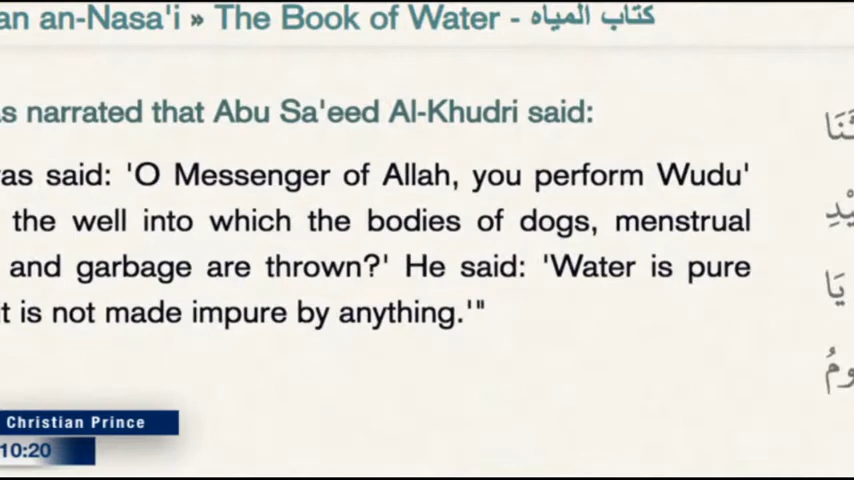 an an-Nasa'i » The Book of Water - كتاب المياه
s narrated that Abu Sa'eed Al-Khudri said:
as said: 'O Messenger of Allah, you perform Wudu'
the well into which the bodies of dogs, menstrual
and garbage are thrown?' He said: 'Water is pure
t is not made impure by anything.'"
يَا
Christian Prince
10:20